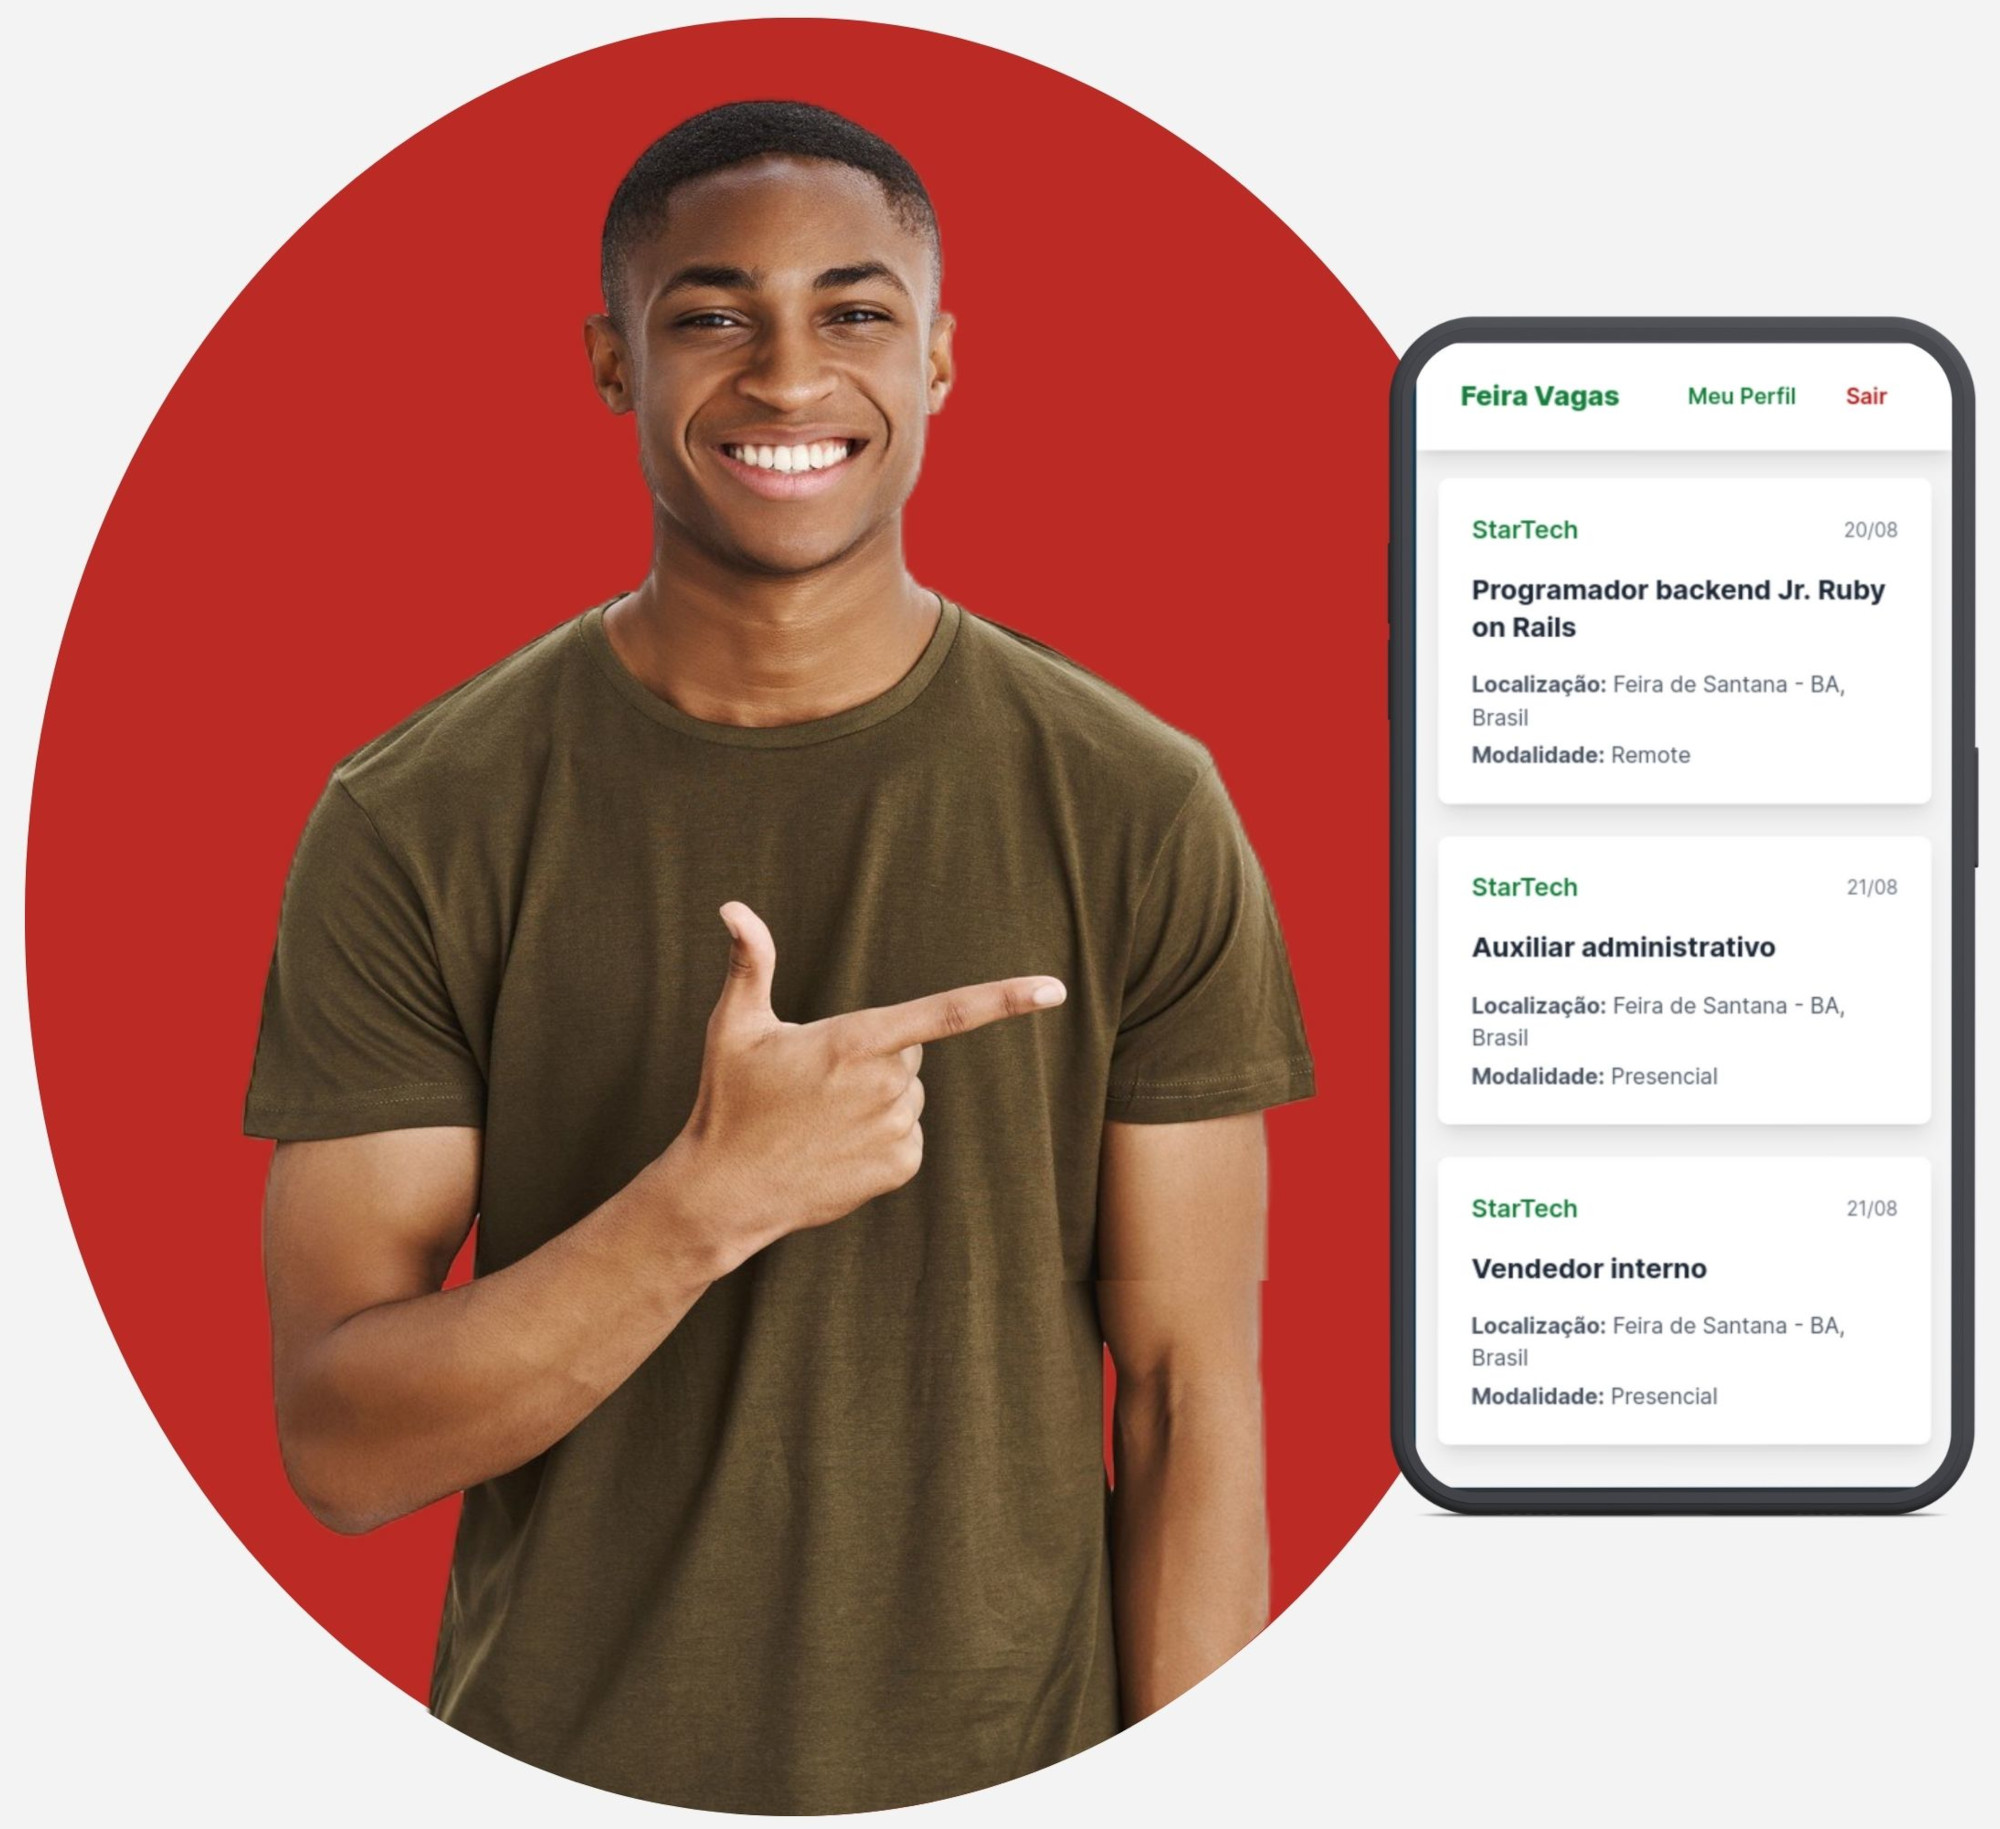 Feira Vagas Meu Perfil Sair
StarTech 20/08
Programador backend Jr. Ruby
on Rails
Localização: Feira de Santana - BA,
Brasil
Modalidade: Remote
StarTech 21/08
Auxiliar administrativo
Localização: Feira de Santana - BA,
Brasil
Modalidade: Presencial
StarTech 21/08
Vendedor interno
Localização: Feira de Santana - BA,
Brasil
Modalidade: Presencial